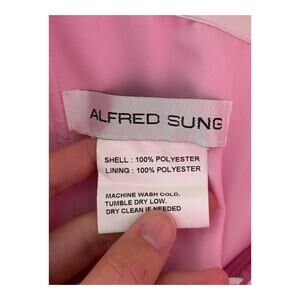 ALFRED SUNG
SHELL : 100% POLYESTER
LINING : 100% POLYESTER
MACHINE WASH COLD.
TUMBLE DRY LOW.
DRY CLEAN IF NEEDED